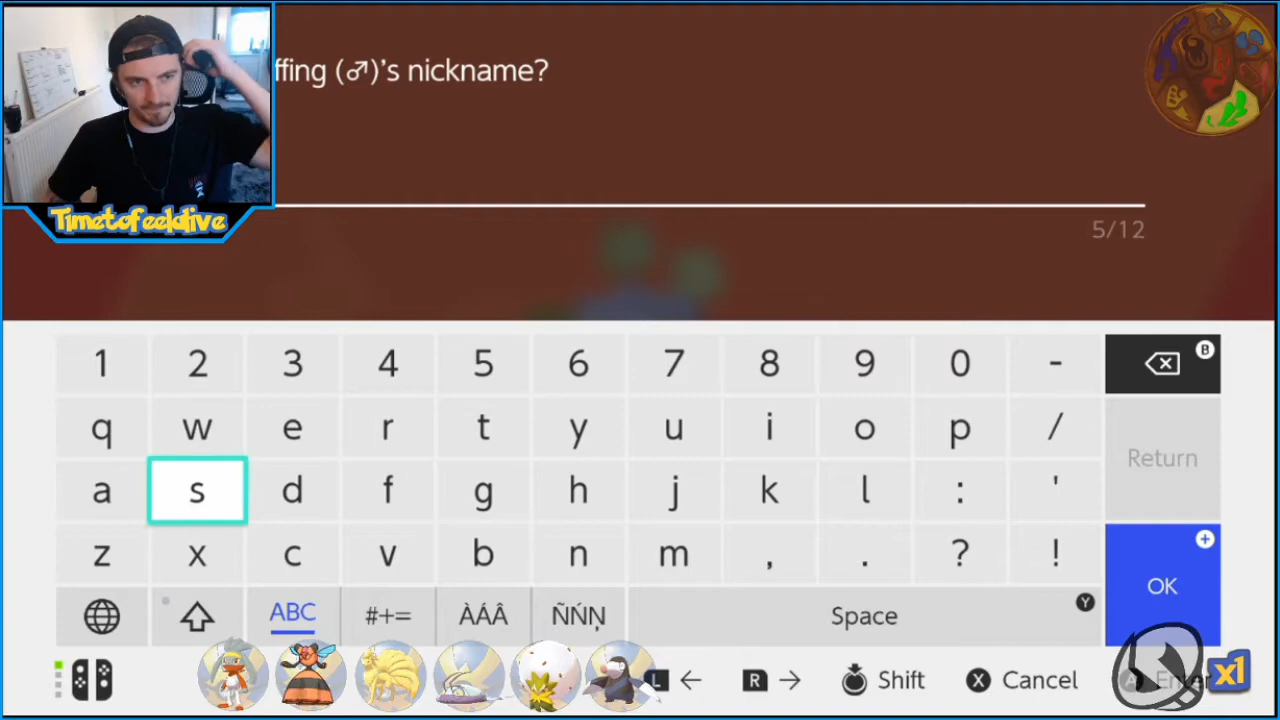 ffing (♂)'s nickname?
Timetofeelalive
5/12
1 2 3 4 5 6 7 8 9 0 - B
q w e r t y u i o p / Return
a s d f g h j k l : '
z x c v b n m , . ? ! + OK
ABC #+= ÀÁÂ ÑŃŅ Space Y
L ← R → Shift X Cancel x1